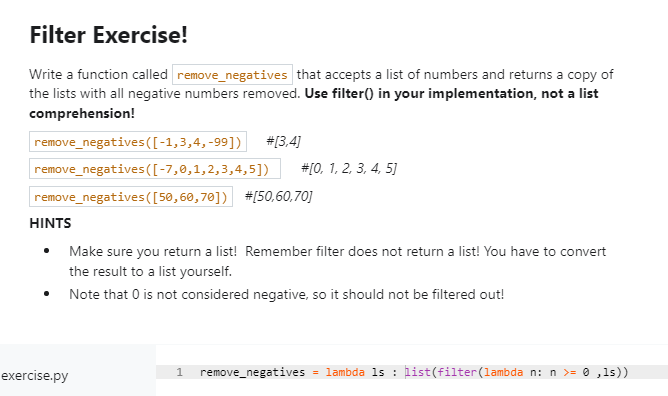 Filter Exercise!
Write a function called remove_negatives that accepts a list of numbers and returns a copy of
the lists with all negative numbers removed. Use filter() in your implementation, not a list
comprehension!
remove_negatives([-1,3,4,-99]) #[3,4]
remove_negatives([-7,0,1,2,3,4,5]) #[0, 1, 2, 3, 4, 5]
remove_negatives([50,60,70]) #[50,60,70]
HINTS
• Make sure you return a list! Remember filter does not return a list! You have to convert
the result to a list yourself.
• Note that 0 is not considered negative, so it should not be filtered out!
exercise.py
1 remove_negatives = lambda ls : list(filter(lambda n: n >= 0 ,ls))